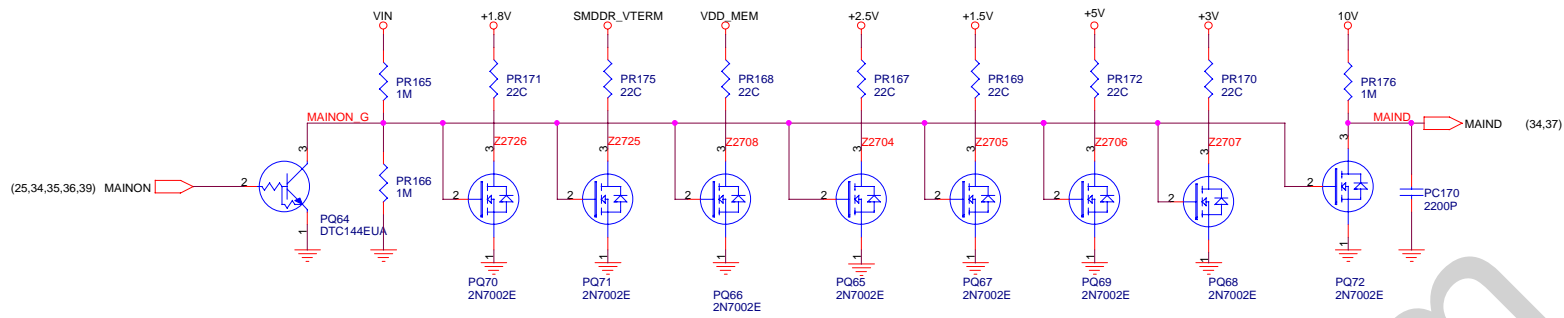 VIN +1.8V SMDDR_VTERM VDD_MEM +2.5V +1.5V +5V +3V 10V
PR165 1M
PR171 22C
PR175 22C
PR168 22C
PR167 22C
PR169 22C
PR172 22C
PR170 22C
PR176 1M
MAINON_G
MAIND
MAIND (34,37)
3 Z2726
3 Z2725
3 Z2708
3 Z2704
3 Z2705
3 Z2706
3 Z2707
3
3
(25,34,35,36,39) MAINON 2
PR166 1M
2
2
2
2
2
2
2
2
PC170 2200P
PQ64 DTC144EUA
1
1
1
1
1
1
1
1
1
PQ70 2N7002E
PQ71 2N7002E
PQ66 2N7002E
PQ65 2N7002E
PQ67 2N7002E
PQ69 2N7002E
PQ68 2N7002E
PQ72 2N7002E